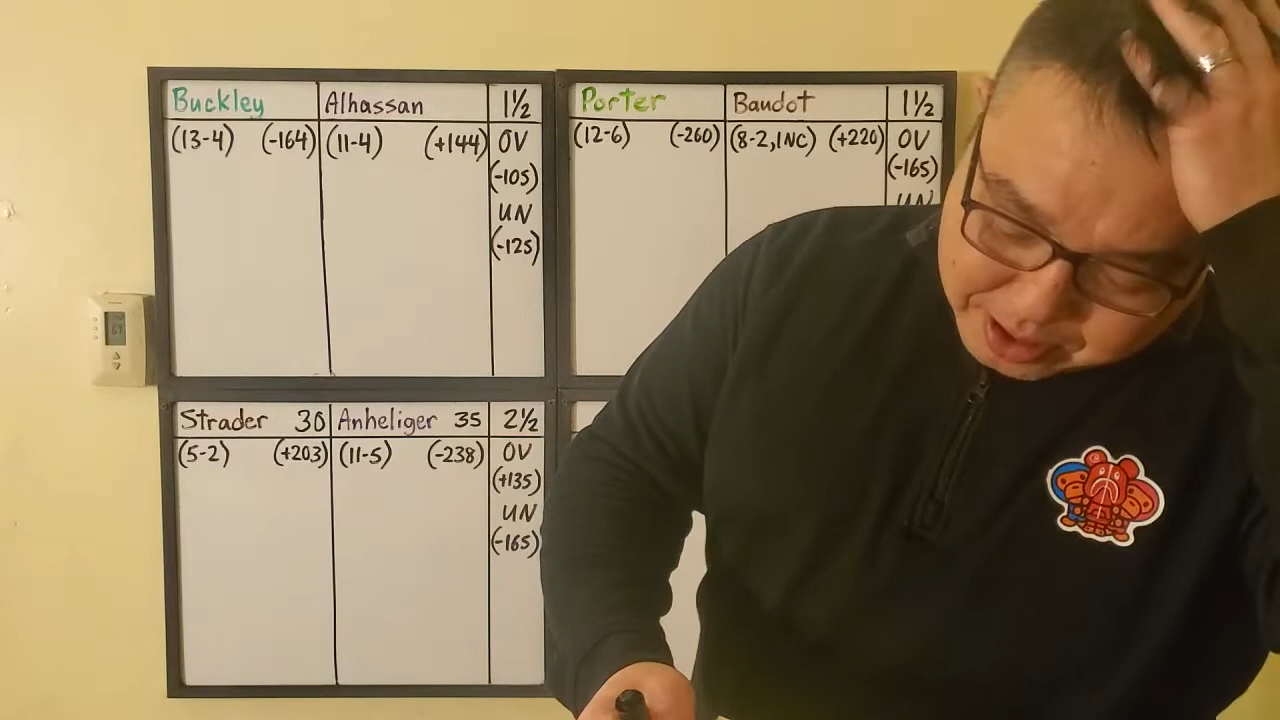 Buckley Alhassan 1½
(13-4) (-164) (11-4) (+144) OV
(-105)
UN
(-125)
Porter Baudot 1½
(12-6) (-260) (8-2, 1NC) (+220) OV
(-165)
UN
Strader 30 Anheliger 35 2½
(5-2) (+203) (11-5) (-238) OV
(+135)
UN
(-165)